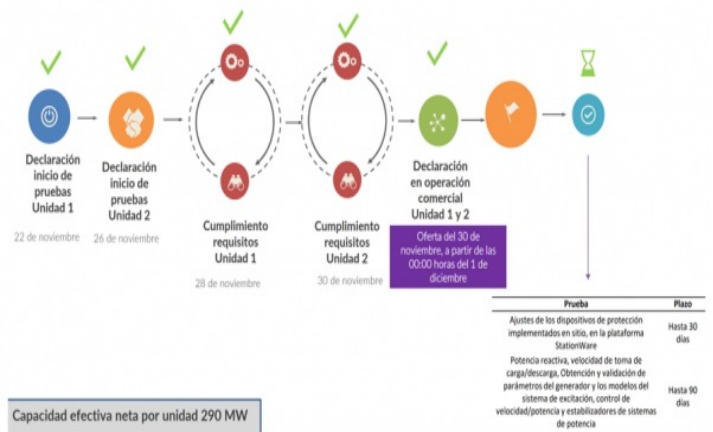 Declaración
inicio de
pruebas
Unidad 1
22 de noviembre
Declaración
inicio de
pruebas
Unidad 2
26 de noviembre
Cumplimiento
requisitos
Unidad 1
28 de noviembre
Cumplimiento
requisitos
Unidad 2
30 de noviembre
Declaración
en operación
comercial
Unidad 1 y 2
Oferta del 30 de
noviembre, a partir de las
00:00 horas del 1 de
diciembre
Prueba Plazo
Ajustes de los dispositivos de protección
implementados en sitio, en la plataforma
StationWare
Hasta 30
días
Potencia reactiva, velocidad de toma de
carga/descarga, Obtención y validación de
parámetros del generador y los modelos del
sistema de excitación, control de
velocidad/potencia y estabilizadores de sistemas
de potencia
Hasta 90
días
Capacidad efectiva neta por unidad 290 MW